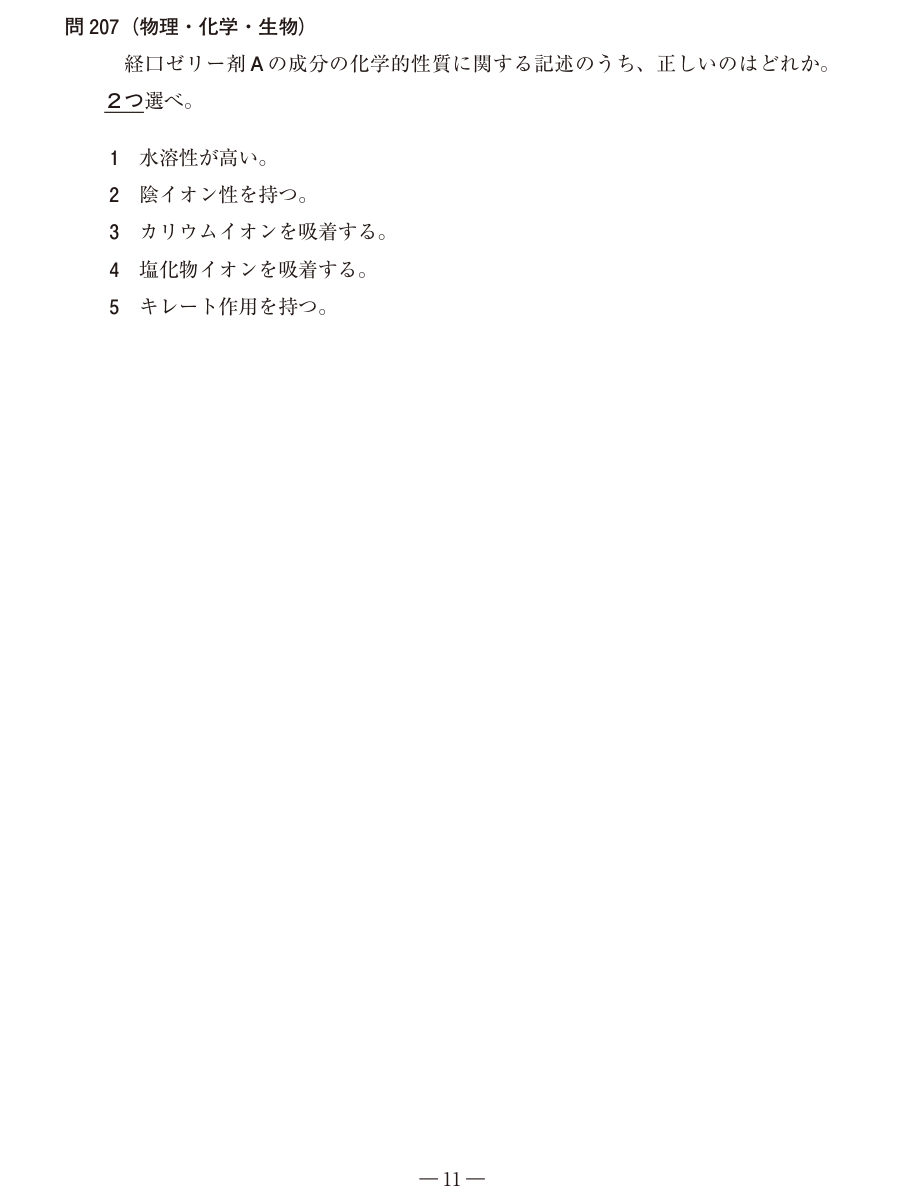 問 207（物理・化学・生物）
経口ゼリー剤 A の成分の化学的性質に関する記述のうち、正しいのはどれか。
２つ選べ。
1 水溶性が高い。
2 陰イオン性を持つ。
3 カリウムイオンを吸着する。
4 塩化物イオンを吸着する。
5 キレート作用を持つ。
― 11 ―